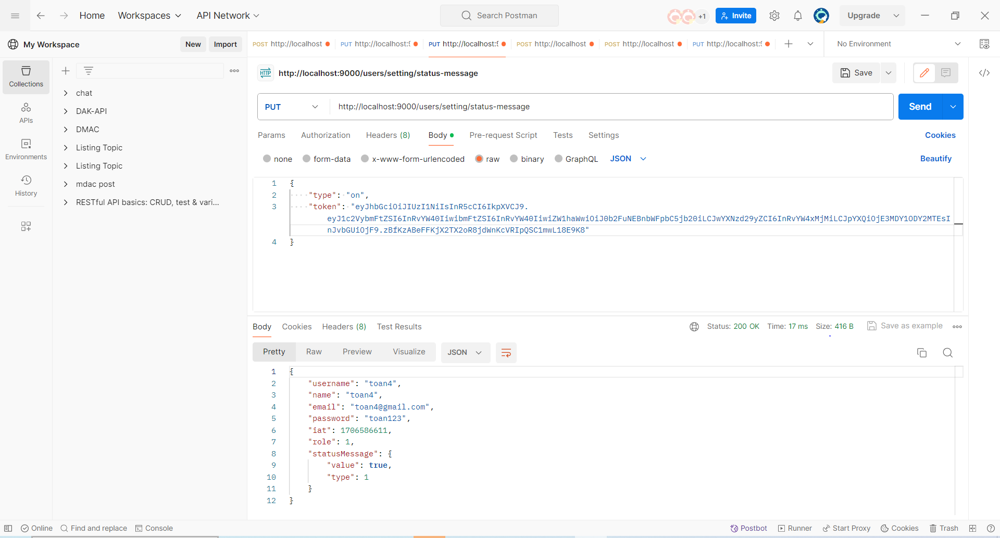 Home Workspaces API Network Search Postman +1 Invite Upgrade
My Workspace New Import POST http://localhost PUT http://localhost:9 PUT http://localhost:9 POST http://localhost POST http://localhost PUT http://localhost:9 No Environment
Collections
APIs
Environments
History
chat
DAK-API
DMAC
Listing Topic
Listing Topic
mdac post
RESTful API basics: CRUD, test & vari...
HTTP http://localhost:9000/users/setting/status-message Save
PUT http://localhost:9000/users/setting/status-message Send
Params Authorization Headers (8) Body Pre-request Script Tests Settings Cookies
none form-data x-www-form-urlencoded raw binary GraphQL JSON Beautify
1 {
2 "type": "on",
3 "token": "eyJhbGciOiJIUzI1NiIsInR5cCI6IkpXVCJ9.
eyJ1c2VybmFtZSI6InRvYW40IiwibmFtZSI6InRvYW40IiwiZW1haWwiOiJ0b2FuNEBnbWFpbC5jb20iLCJwYXNzd29yZCI6InRvYW4xMjMiLCJpYXQiOjE3MDY1ODY2MTEsI
nJvbGUiOjF9.zBfKzABeFFKjX2TX2oR8jdWnKcVRIpQSC1mwL18E9K8"
4 }
Body Cookies Headers (8) Test Results Status: 200 OK Time: 17 ms Size: 416 B Save as example
Pretty Raw Preview Visualize JSON
1 {
2 "username": "toan4",
3 "name": "toan4",
4 "email": "toan4@gmail.com",
5 "password": "toan123",
6 "iat": 1706586611,
7 "role": 1,
8 "statusMessage": {
9 "value": true,
10 "type": 1
11 }
12 }
Online Find and replace Console Postbot Runner Start Proxy Cookies Trash